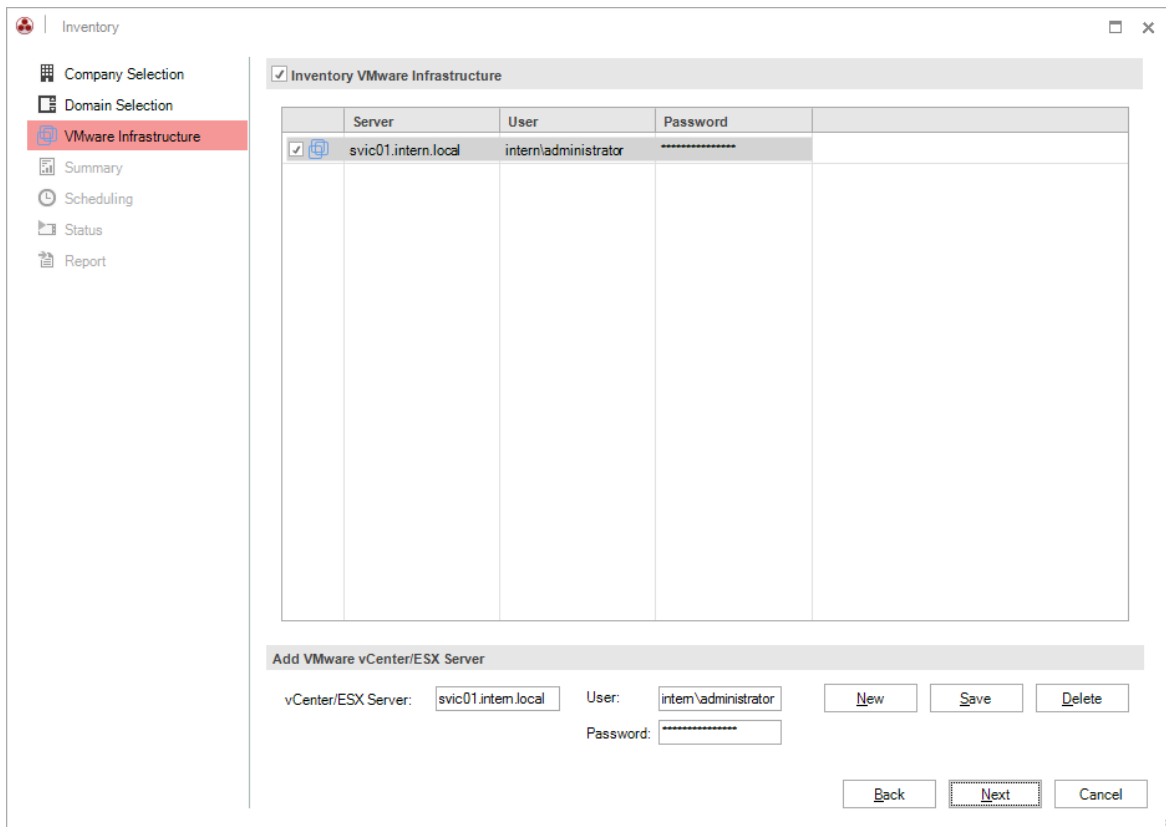 Inventory
Company Selection
Domain Selection
VMware Infrastructure
Summary
Scheduling
Status
Report
Inventory VMware Infrastructure
Server User Password
svic01.intern.local intern\administrator ***************
Add VMware vCenter/ESX Server
vCenter/ESX Server: svic01.intern.local User: intern\administrator New Save Delete
Password: ***************
Back Next Cancel